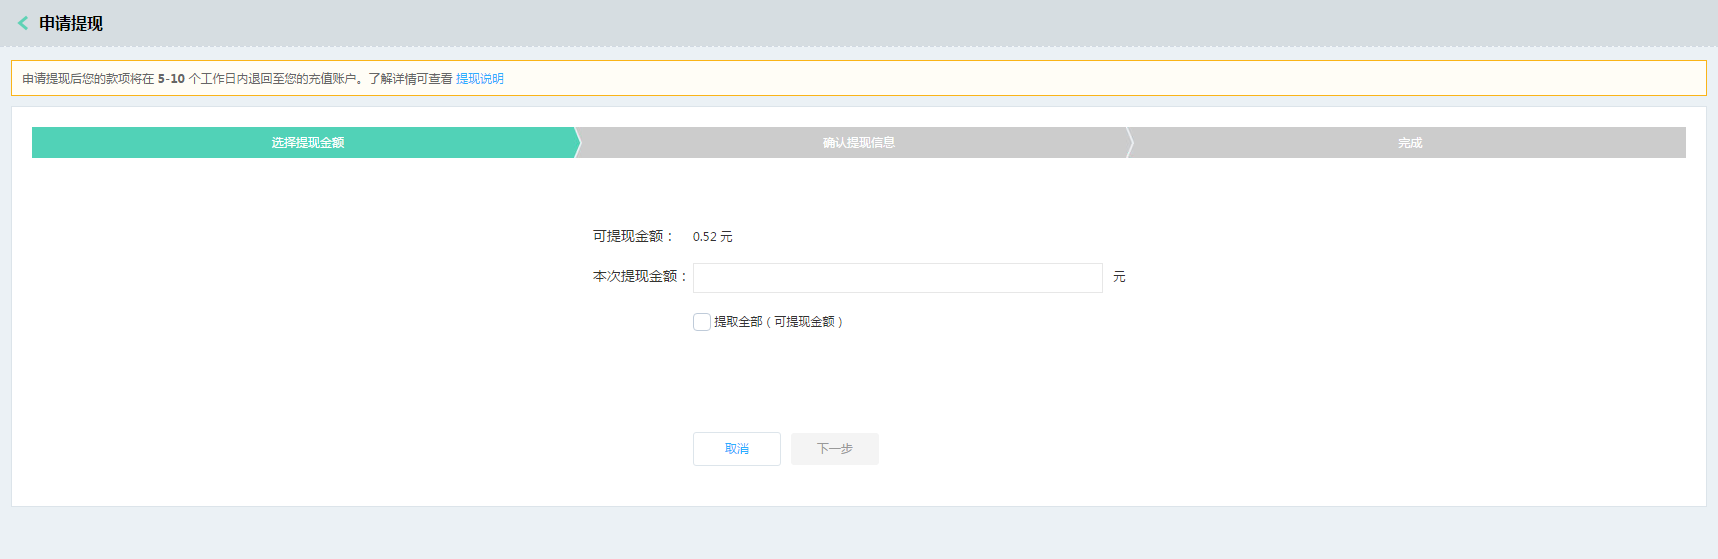 申请提现
申请提现后您的款项将在 5-10 个工作日内退回至您的充值账户。了解详情可查看 提现说明
选择提现金额
确认提现信息
完成
可提现金额： 0.52 元
本次提现金额： 元
提取全部（可提现金额）
取消
下一步